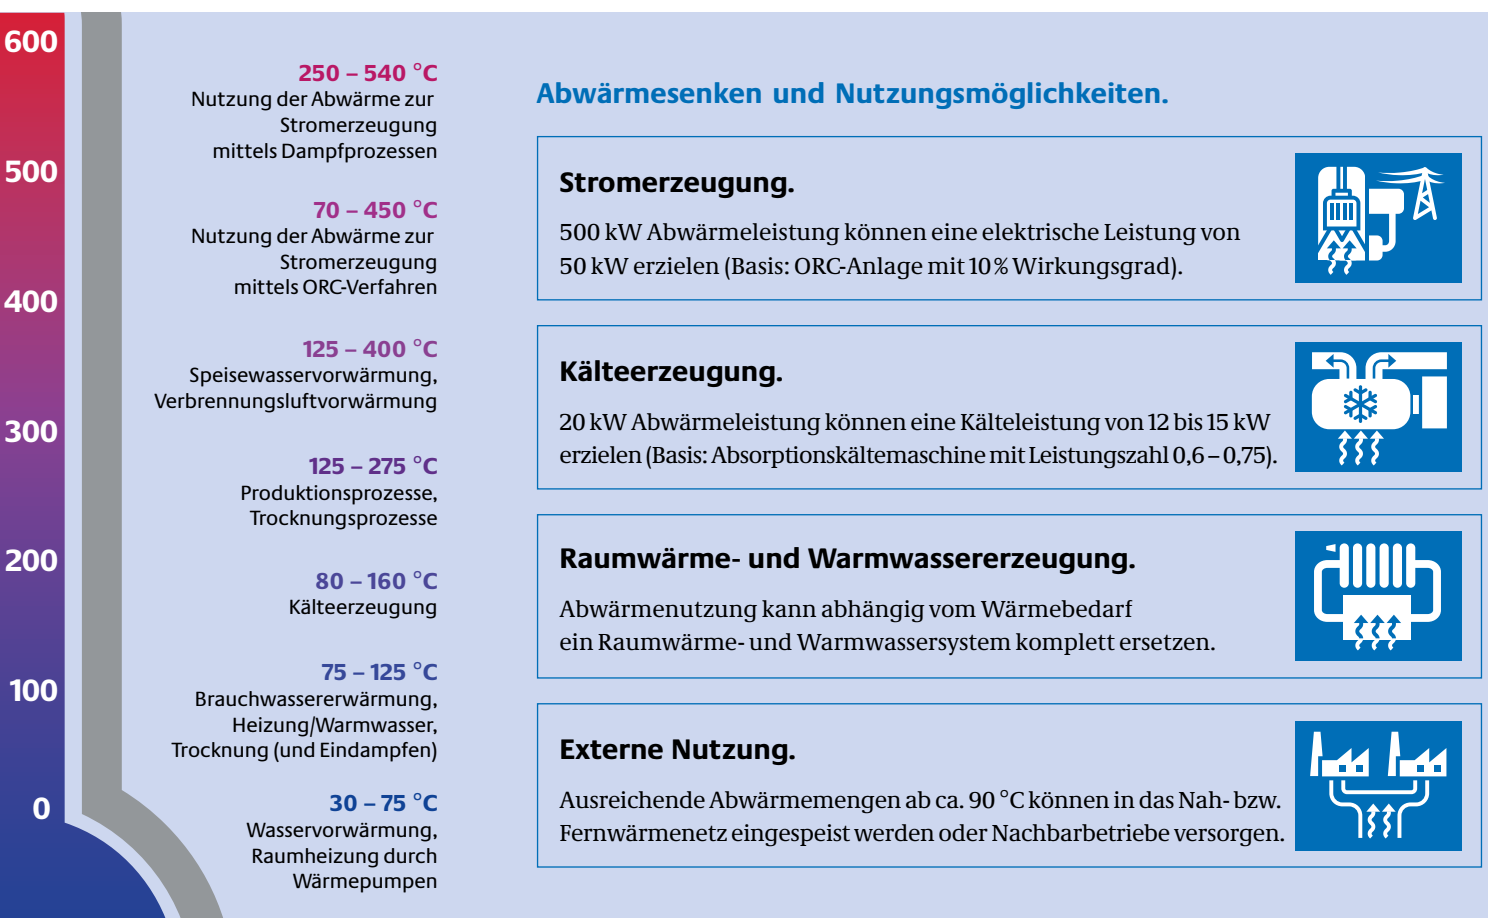 600
500
400
300
200
100
0
250 – 540 °C
Nutzung der Abwärme zur
Stromerzeugung
mittels Dampfprozessen
70 – 450 °C
Nutzung der Abwärme zur
Stromerzeugung
mittels ORC-Verfahren
125 – 400 °C
Speisewasservorwärmung,
Verbrennungsluftvorwärmung
125 – 275 °C
Produktionsprozesse,
Trocknungsprozesse
80 – 160 °C
Kälteerzeugung
75 – 125 °C
Brauchwassererwärmung,
Heizung/Warmwasser,
Trocknung (und Eindampfen)
30 – 75 °C
Wasservorwärmung,
Raumheizung durch
Wärmepumpen
Abwärmesenken und Nutzungsmöglichkeiten.
Stromerzeugung.
500 kW Abwärmeleistung können eine elektrische Leistung von
50 kW erzielen (Basis: ORC-Anlage mit 10 % Wirkungsgrad).
Kälteerzeugung.
20 kW Abwärmeleistung können eine Kälteleistung von 12 bis 15 kW
erzielen (Basis: Absorptionskältemaschine mit Leistungszahl 0,6 – 0,75).
Raumwärme- und Warmwassererzeugung.
Abwärmenutzung kann abhängig vom Wärmebedarf
ein Raumwärme- und Warmwassersystem komplett ersetzen.
Externe Nutzung.
Ausreichende Abwärmemengen ab ca. 90 °C können in das Nah- bzw.
Fernwärmenetz eingespeist werden oder Nachbarbetriebe versorgen.